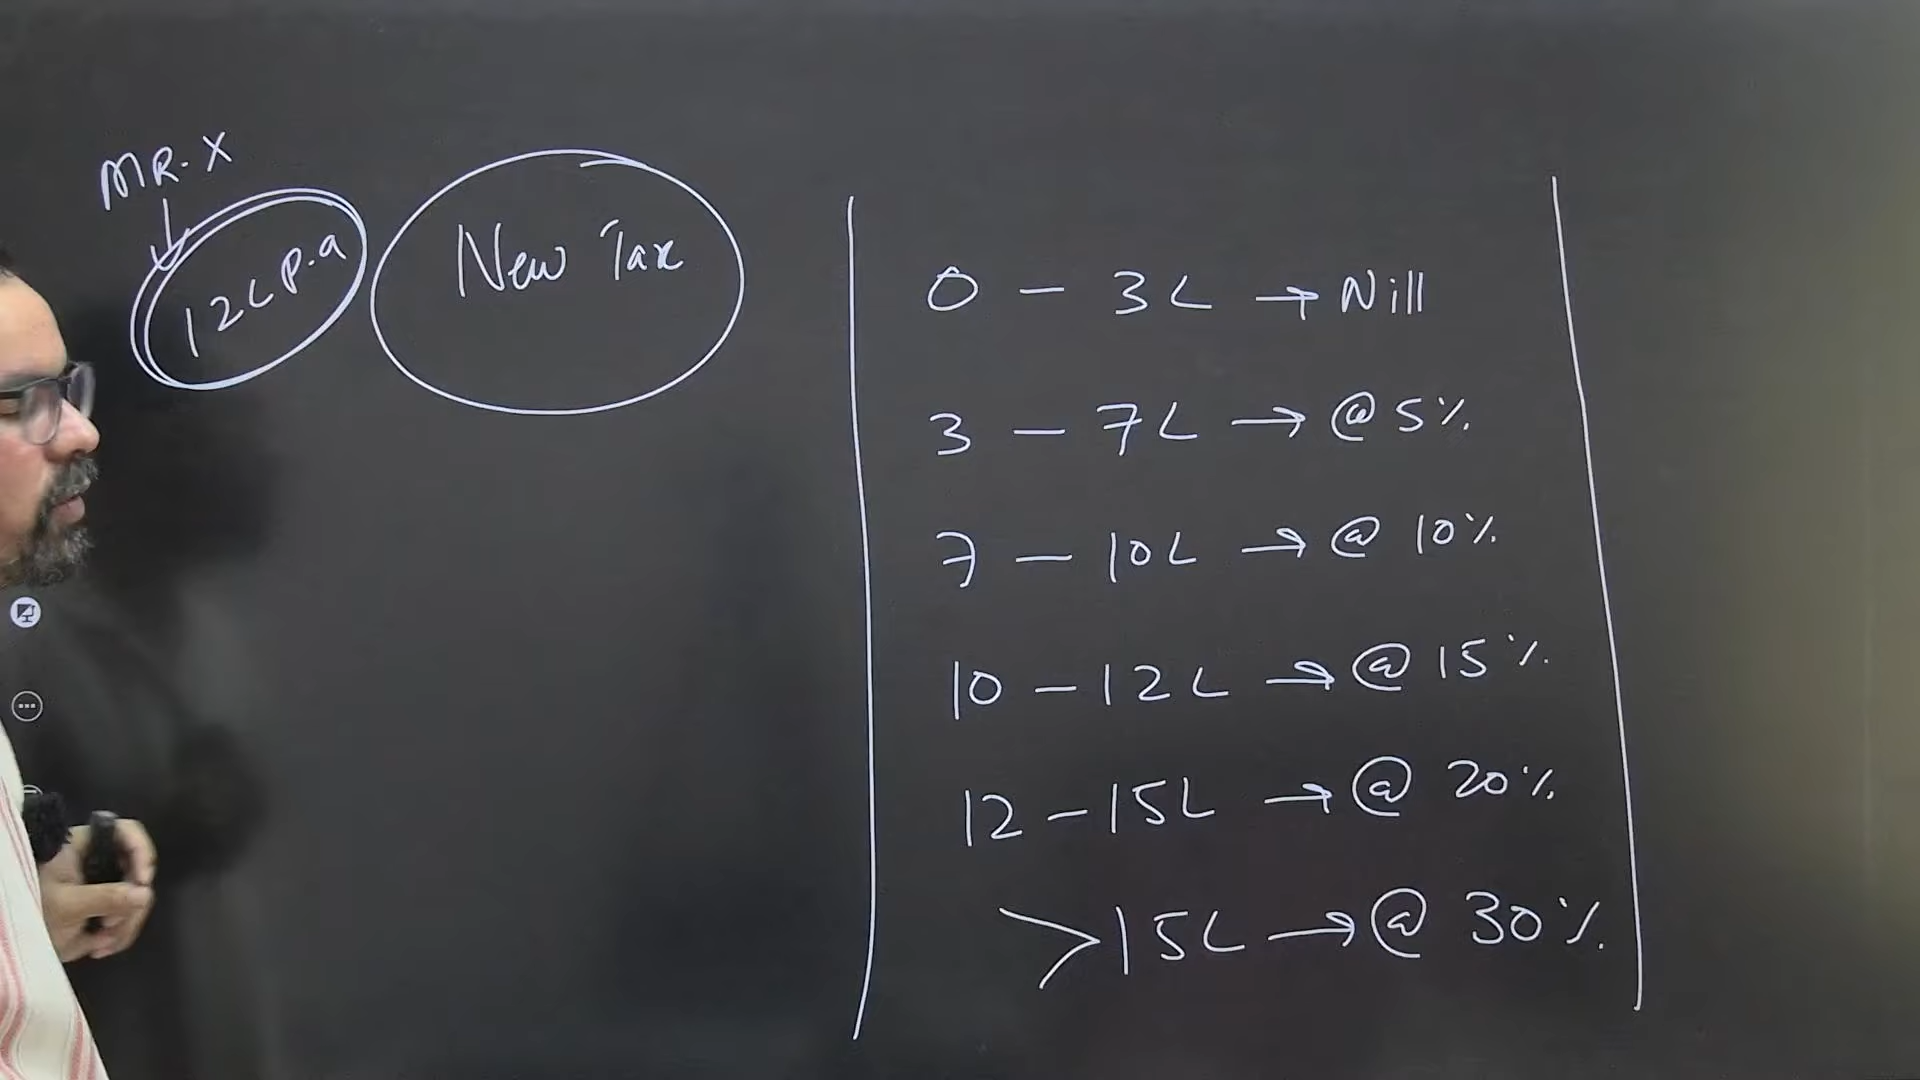 MR. X
12L P.a
New Tax
0 - 3L → Nill
3 - 7L → @ 5%
7 - 10L → @ 10%
10 - 12L → @ 15%
12 - 15L → @ 20%
>15L → @ 30%